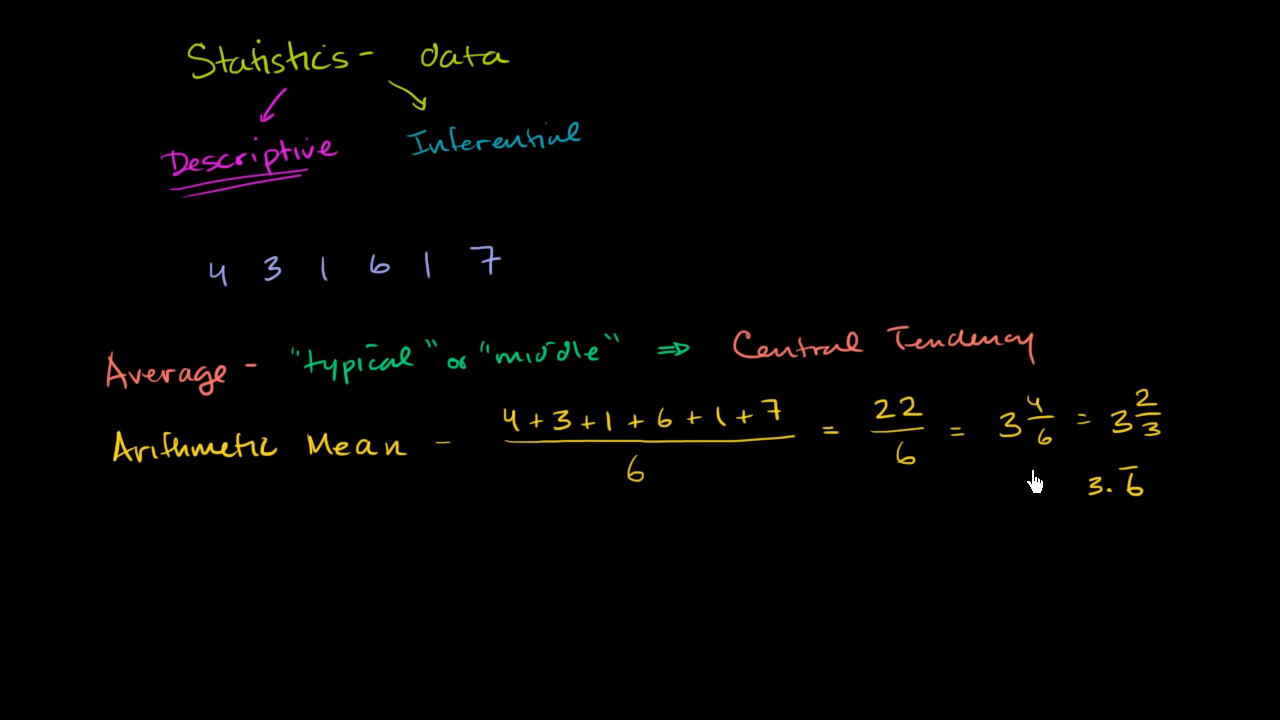 Statistics - data
Descriptive Inferential
4 3 1 6 1 7
Average - "typical" or "middle" ⇒ Central Tendency
Arithmetic Mean - (4+3+1+6+1+7)/6 = 22/6 = 3 4/6 = 3 2/3
3.6̅